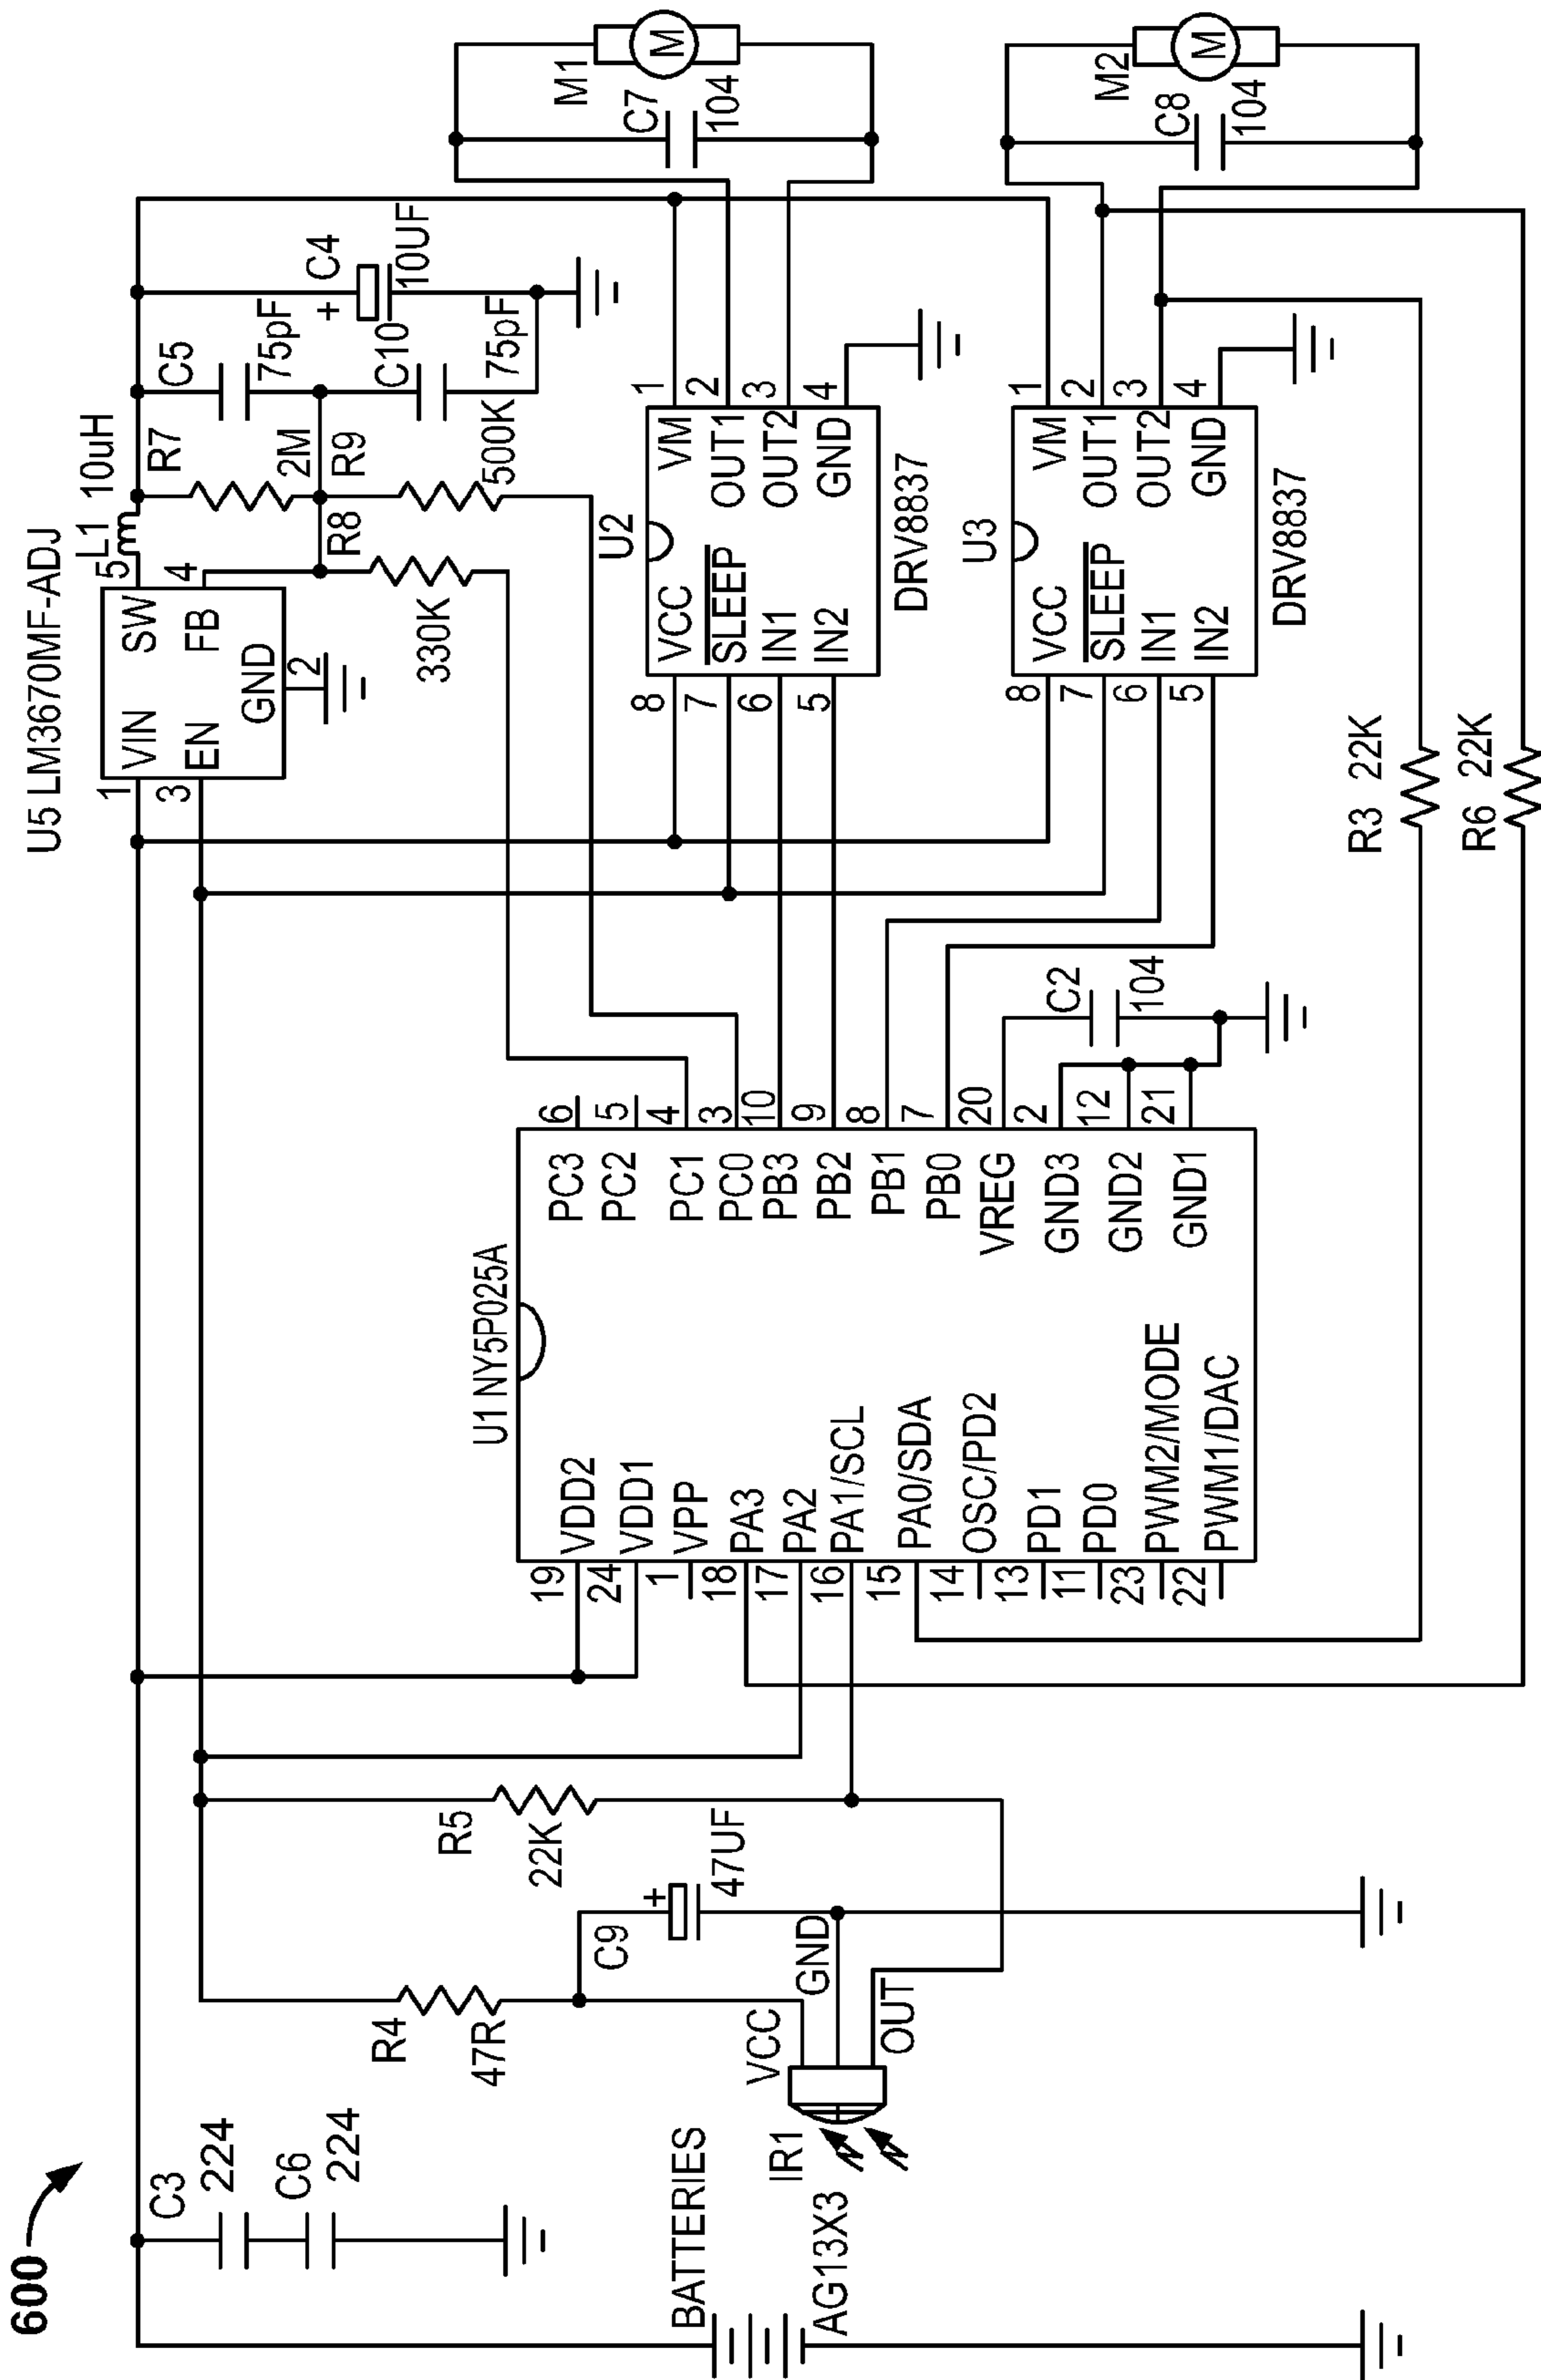 600
C3
224
C6
224
BATTERIES
AG13X3
IR1
VCC
GND
OUT
R4
47R
C9
+
47UF
R5
22K
U1 NY5P025A
19
VDD2
24
VDD1
1
VPP
18
PA3
17
PA2
16
PA1/SCL
15
PA0/SDA
14
OSC/PD2
13
PD1
11
PD0
23
PWM2/MODE
22
PWM1/DAC
PC3
6
PC2
5
PC1
4
PC0
3
PB3
10
PB2
9
PB1
8
PB0
7
VREG
20
GND3
2
GND2
12
GND1
21
C2
104
U5 LM3670MF-ADJ
1
VIN
3
EN
SW
5
FB
4
GND
2
L1 10uH
R7
2M
R8
330K
R9
500K
C5
75pF
C10
75pF
C4
+
10UF
U2
8
VCC
7
SLEEP
6
IN1
5
IN2
VM
1
OUT1
2
OUT2
3
GND
4
DRV8837
M1
M
C7
104
U3
8
VCC
7
SLEEP
6
IN1
5
IN2
VM
1
OUT1
2
OUT2
3
GND
4
DRV8837
M2
M
C8
104
R3 22K
R6 22K